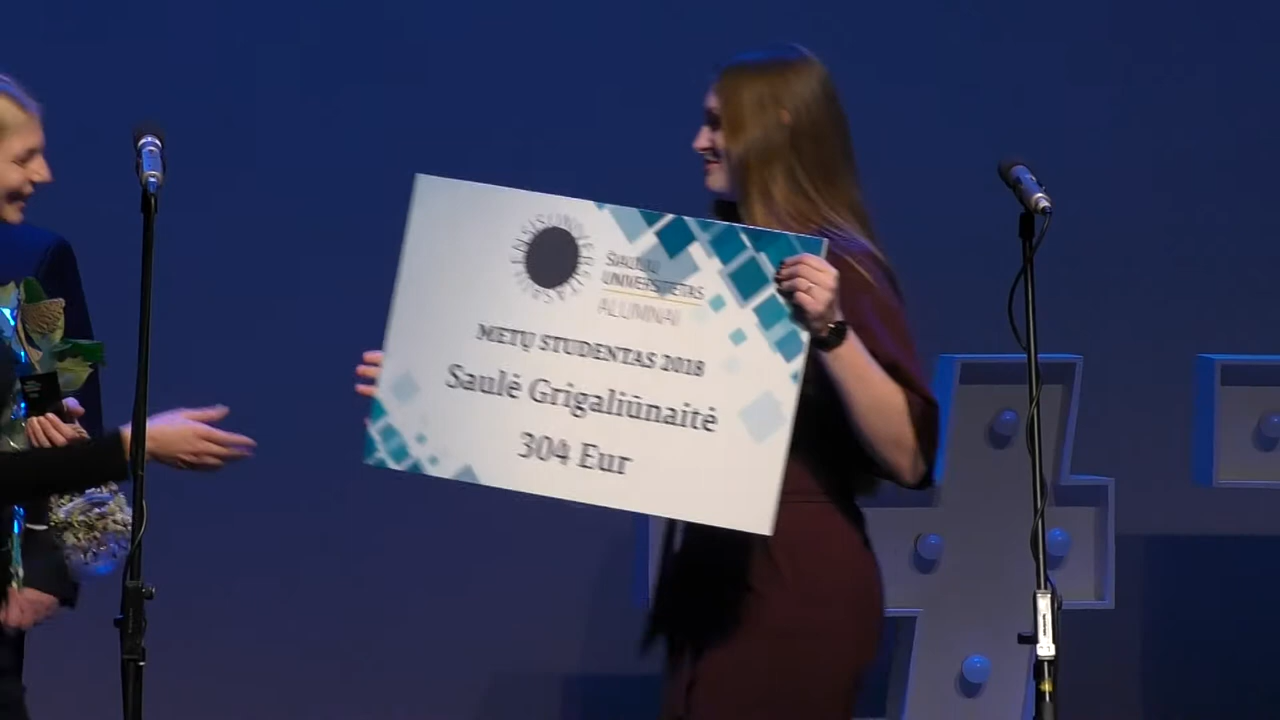 ŠIAULIŲ
UNIVERSITETAS
ALUMNAI
METŲ STUDENTAS 2018
Saulė Grigaliūnaitė
304 Eur